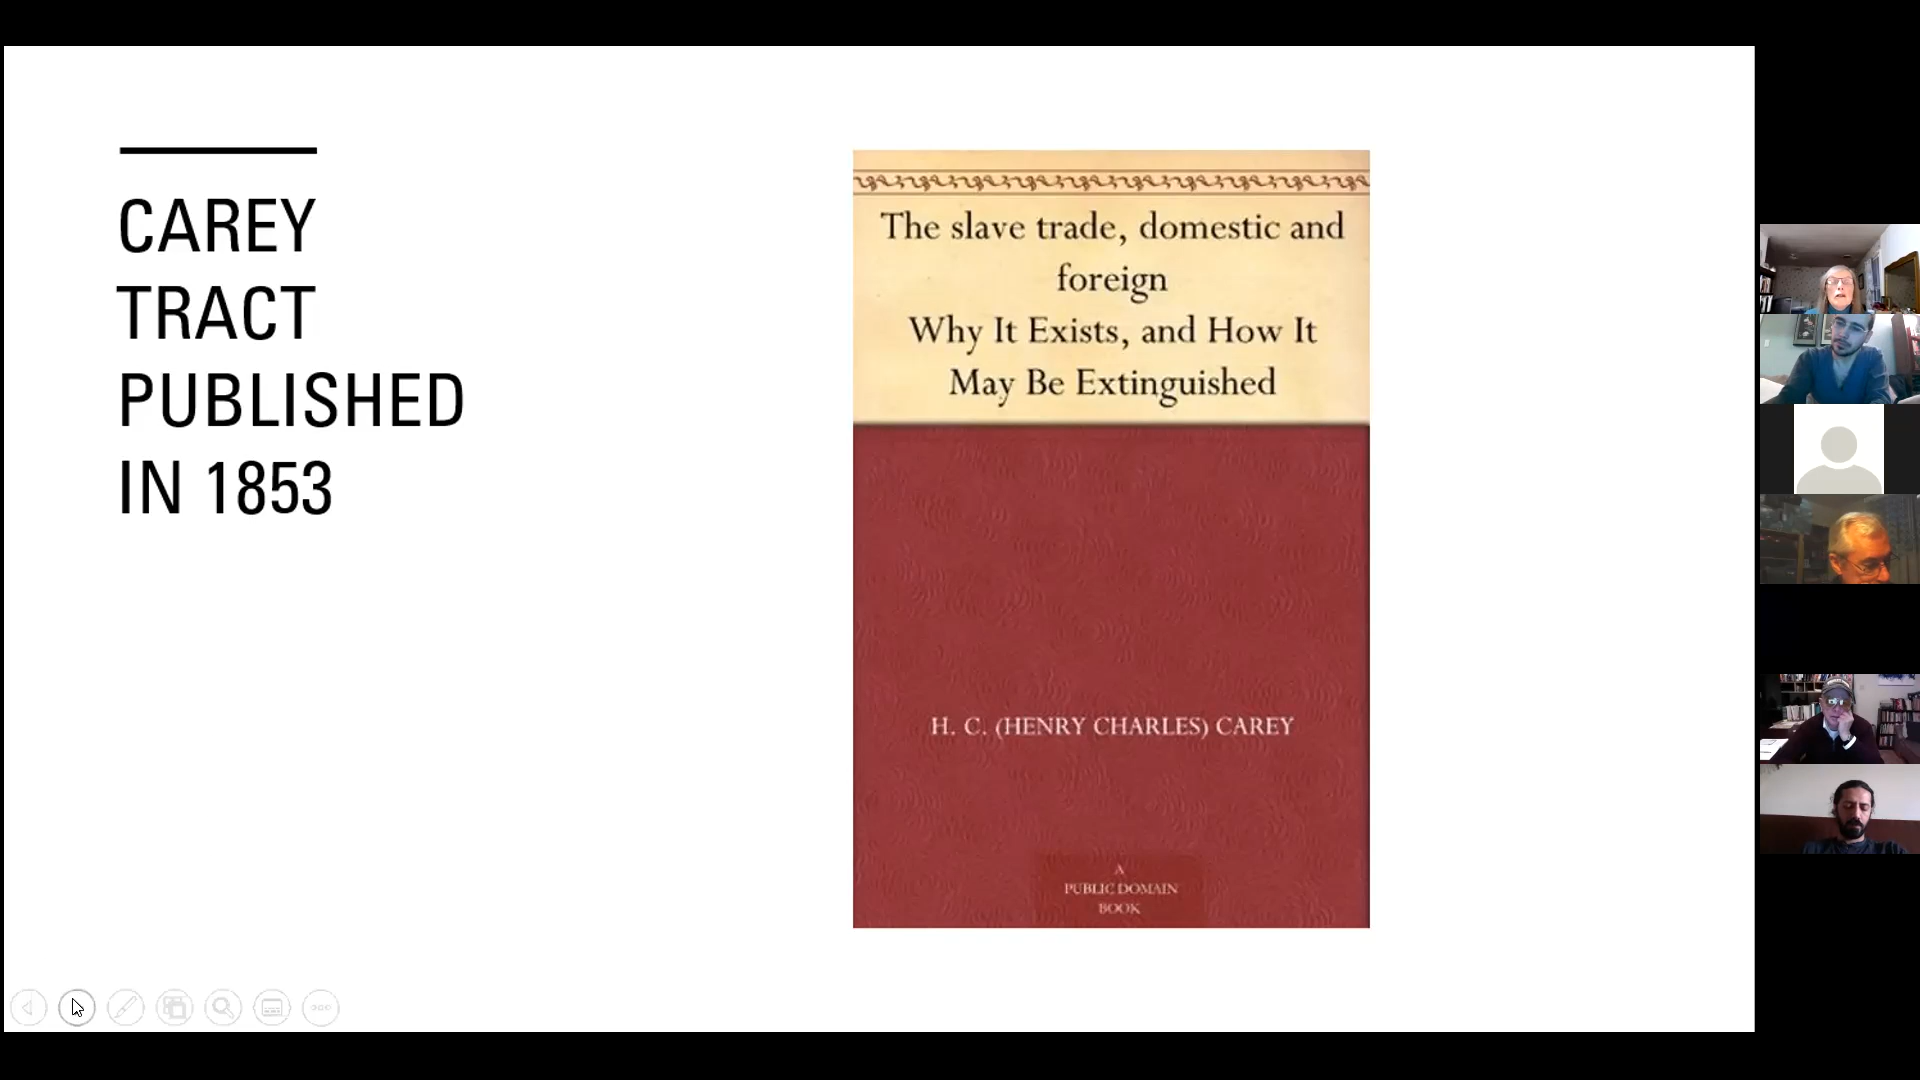 CAREY
TRACT
PUBLISHED
IN 1853
The slave trade, domestic and
foreign
Why It Exists, and How It
May Be Extinguished
H. C. (HENRY CHARLES) CAREY
A
PUBLIC DOMAIN
BOOK